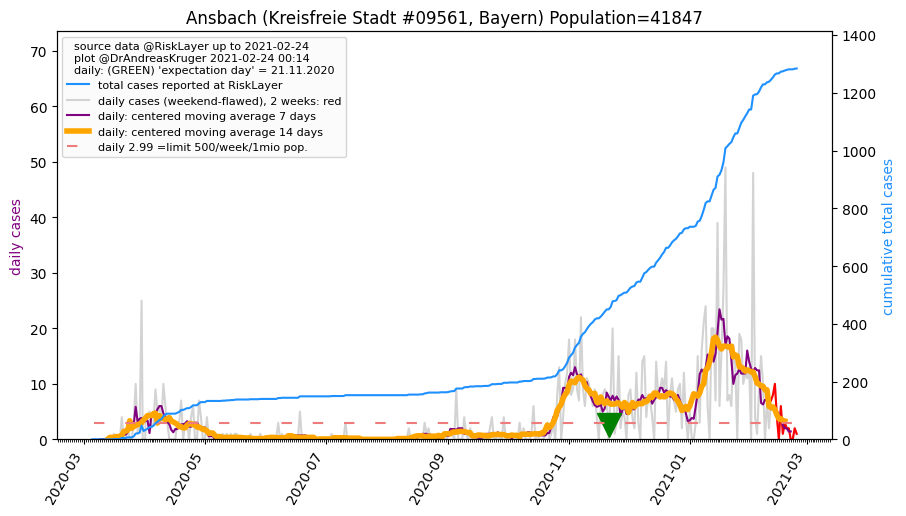 Ansbach (Kreisfreie Stadt #09561, Bayern) Population=41847
source data @RiskLayer up to 2021-02-24
plot @DrAndreasKruger 2021-02-24 00:14
daily: (GREEN) 'expectation day' = 21.11.2020
total cases reported at RiskLayer
daily cases (weekend-flawed), 2 weeks: red
daily: centered moving average 7 days
daily: centered moving average 14 days
daily 2.99 =limit 500/week/1mio pop.
daily cases
70
60
50
40
30
20
10
0
cumulative total cases
1400
1200
1000
800
600
400
200
0
2020-03
2020-05
2020-07
2020-09
2020-11
2021-01
2021-03